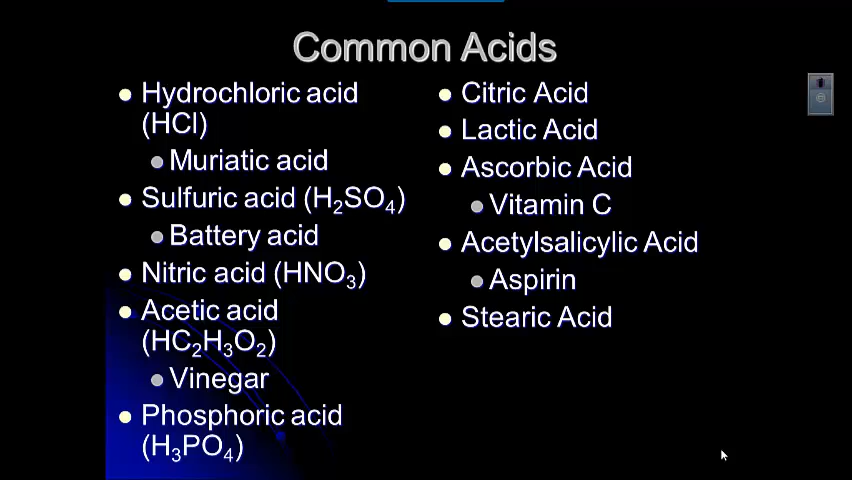 Common Acids
Hydrochloric acid
(HCl)
Muriatic acid
Sulfuric acid (H₂SO₄)
Battery acid
Nitric acid (HNO₃)
Acetic acid
(HC₂H₃O₂)
Vinegar
Phosphoric acid
(H₃PO₄)
Citric Acid
Lactic Acid
Ascorbic Acid
Vitamin C
Acetylsalicylic Acid
Aspirin
Stearic Acid